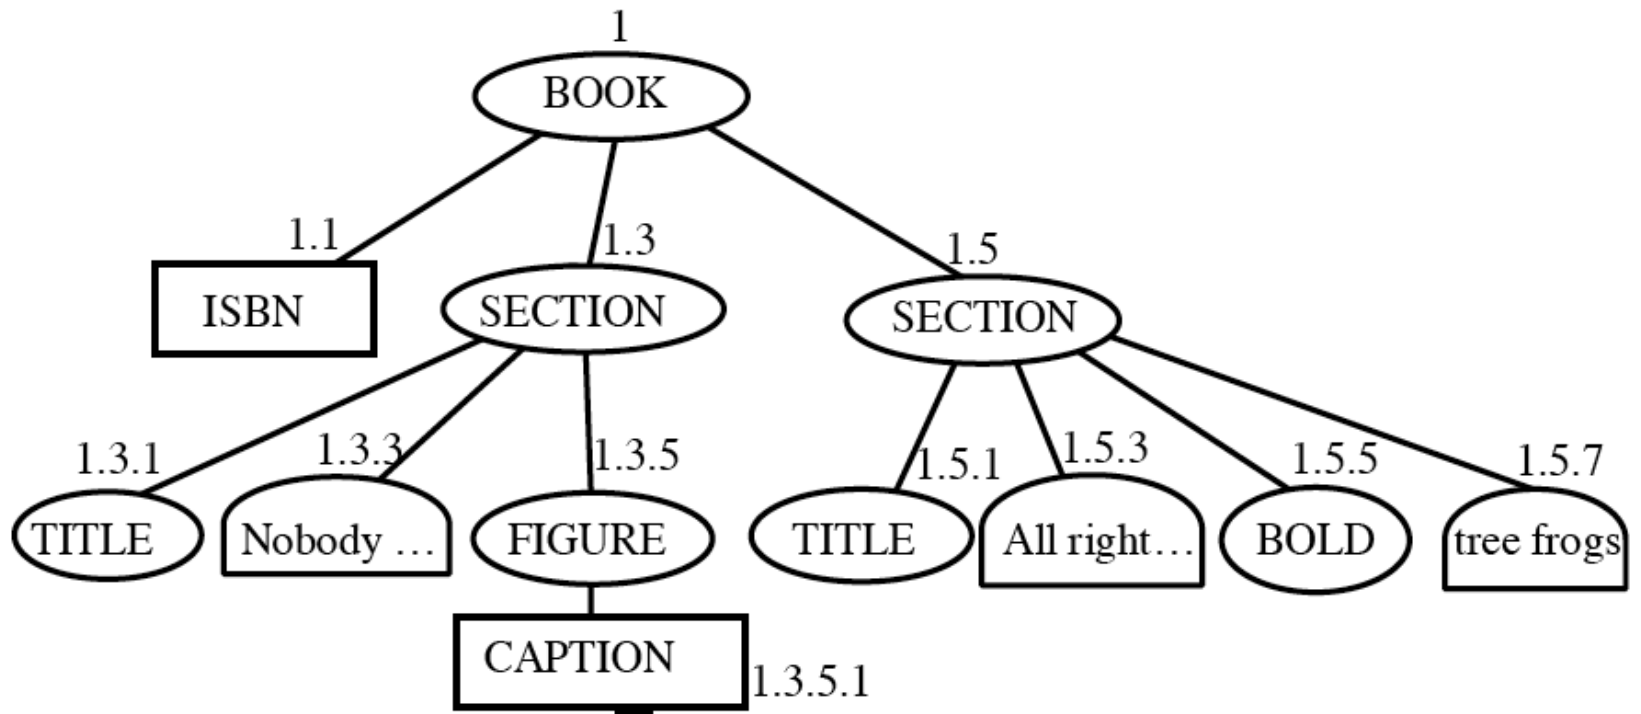 1
BOOK
1.1
1.3
1.5
ISBN
SECTION
SECTION
1.3.1
1.3.3
1.3.5
1.5.1
1.5.3
1.5.5
1.5.7
TITLE
Nobody …
FIGURE
TITLE
All right…
BOLD
tree frogs
CAPTION
1.3.5.1